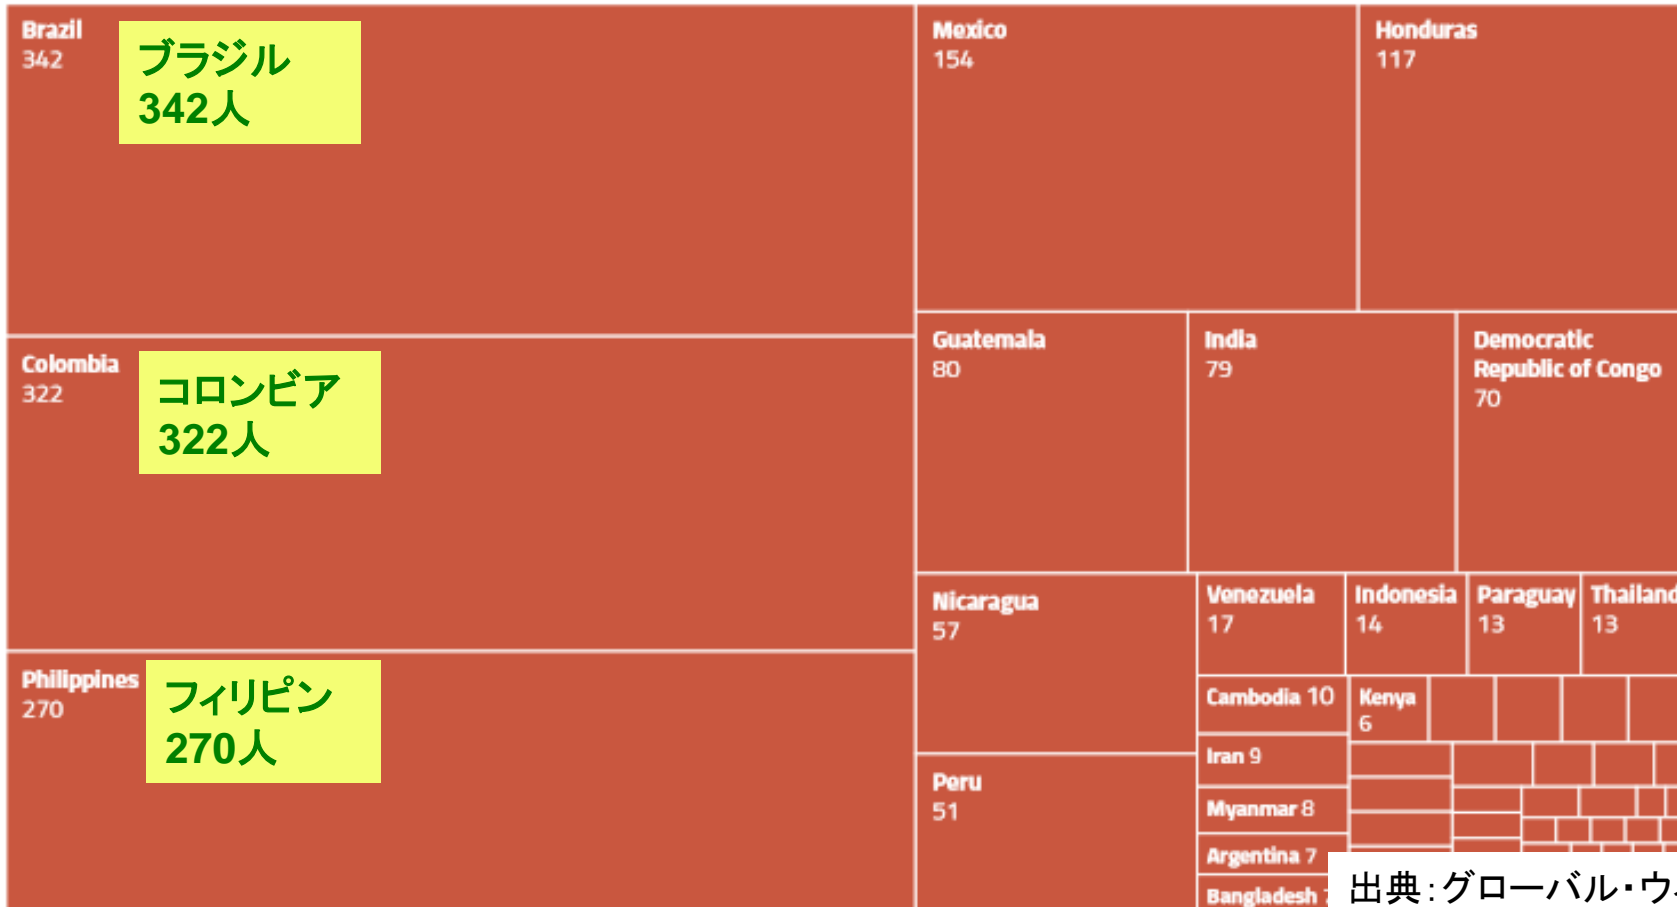 Brazil
342
ブラジル
342人
Mexico
154
Honduras
117
Colombia
322
コロンビア
322人
Guatemala
80
India
79
Democratic
Republic of Congo
70
Philippines
270
フィリピン
270人
Nicaragua
57
Venezuela
17
Indonesia
14
Paraguay
13
Thailand
13
Cambodia 10
Kenya
6
Iran 9
Peru
51
Myanmar 8
Argentina 7
Bangladesh
出典：グローバル・ウ